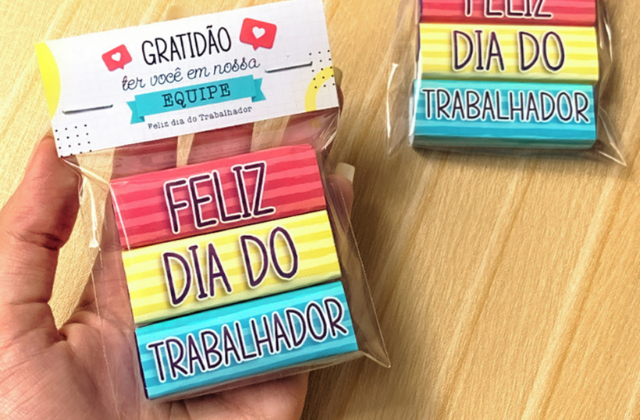 GRATIDÃO
ter você em nossa
EQUIPE
Feliz dia do Trabalhador
FELIZ
DIA DO
TRABALHADOR
FELIZ
DIA DO
TRABALHADOR